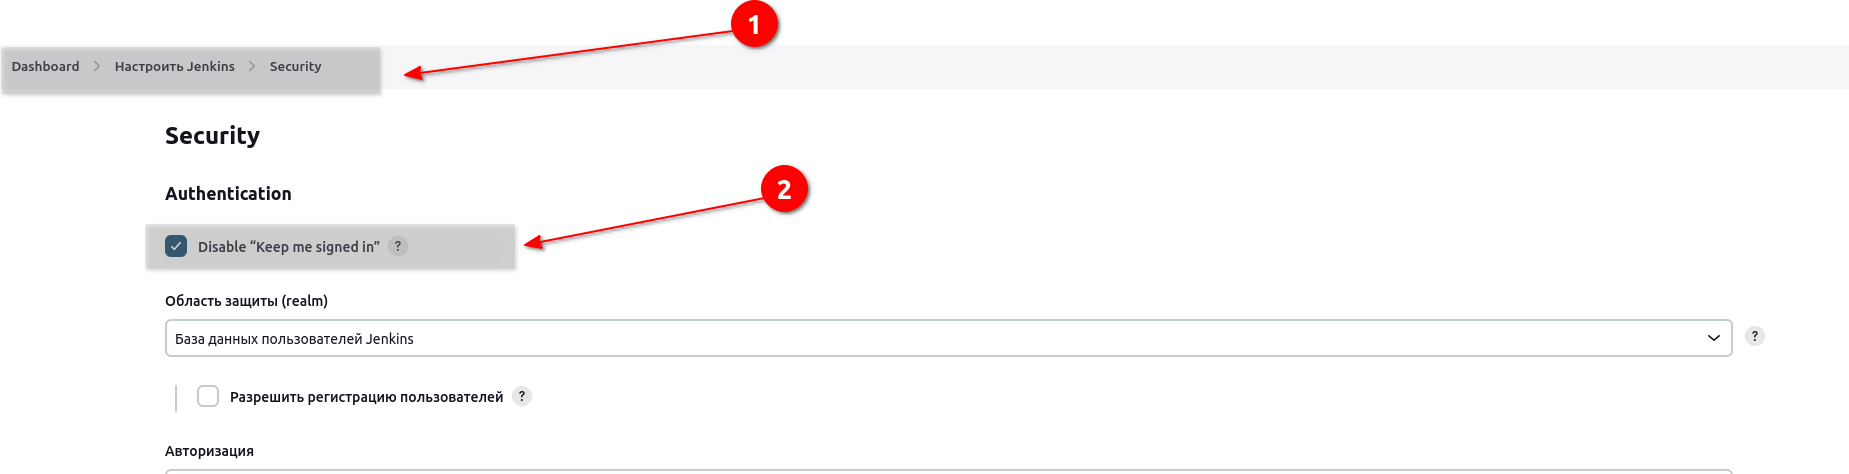 1
Dashboard > Настроить Jenkins > Security
Security
Authentication
2
Disable “Keep me signed in” ?
Область защиты (realm)
База данных пользователей Jenkins ?
Разрешить регистрацию пользователей ?
Авторизация